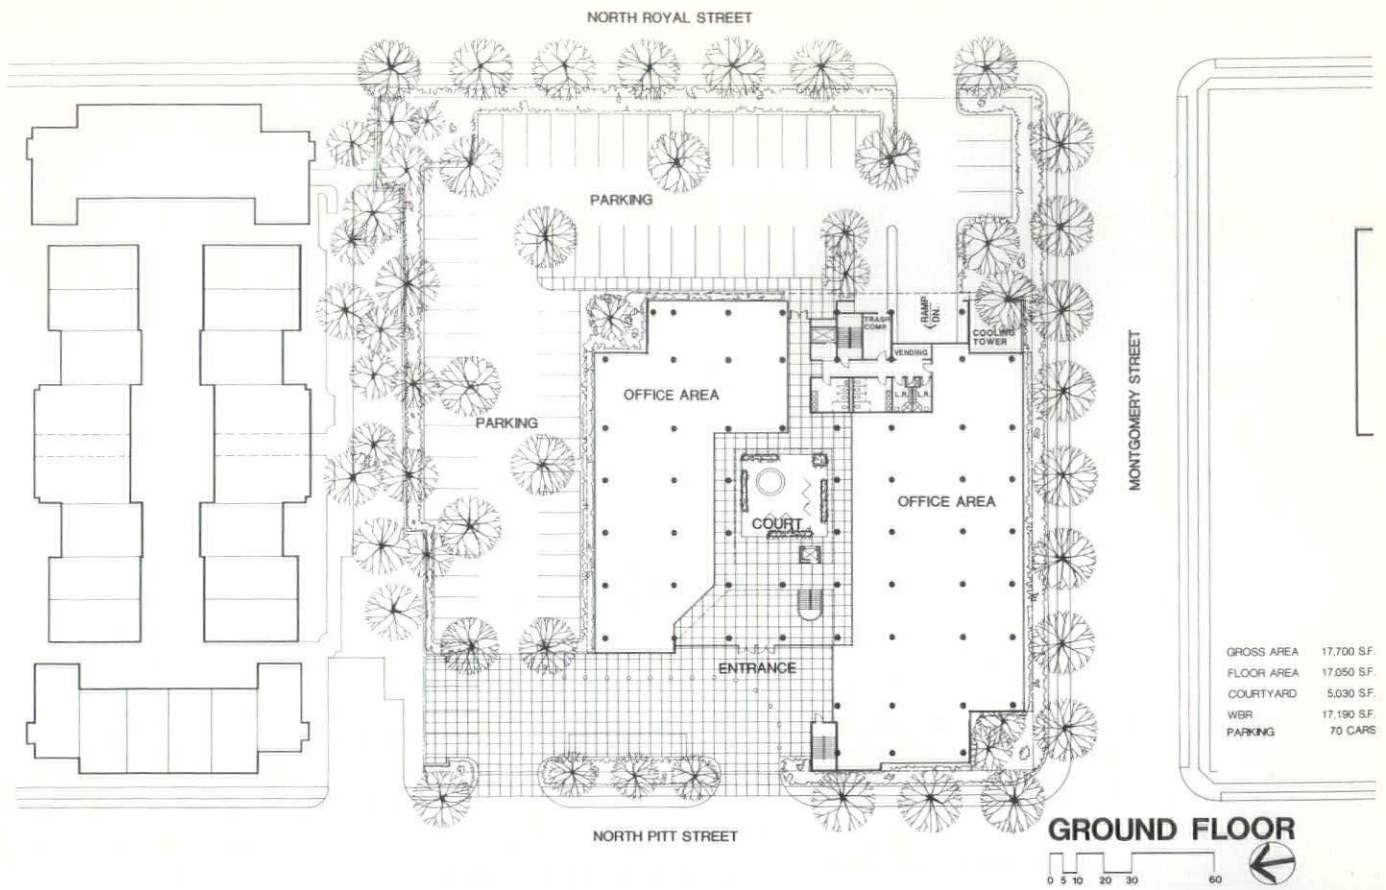 NORTH ROYAL STREET
PARKING
RAMP
DN.
TRASH
COMP.
COOLING
TOWER
VENDING
OFFICE AREA
L.R.
L.R.
PARKING
MONTGOMERY STREET
OFFICE AREA
COURT
ENTRANCE
GROSS AREA 17,700 S.F.
FLOOR AREA 17,050 S.F.
COURTYARD 5,030 S.F.
WBR 17,190 S.F.
PARKING 70 CARS
NORTH PITT STREET
GROUND FLOOR
0 5 10 20 30 60